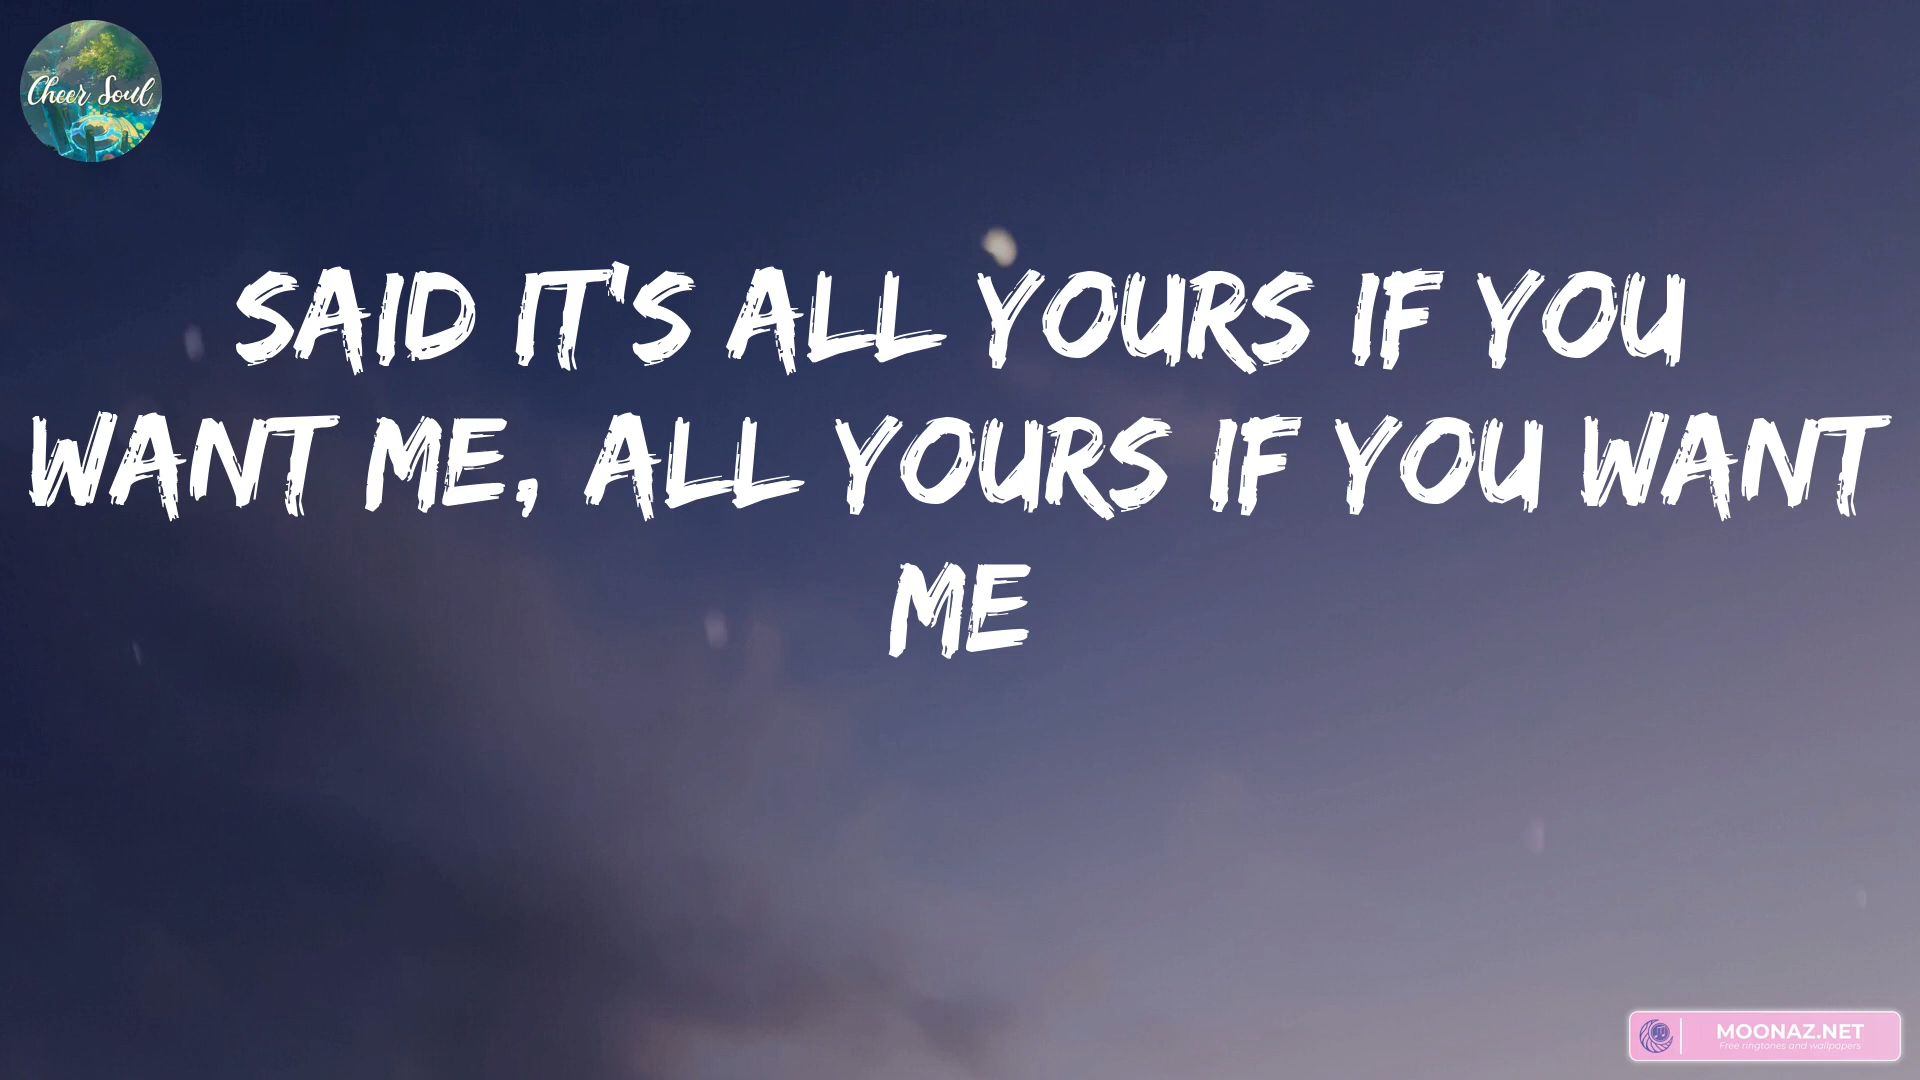 Cheer Soul
SAID IT'S ALL YOURS IF YOU
WANT ME, ALL YOURS IF YOU WANT
ME
MOONAZ.NET
Free ringtones and wallpapers